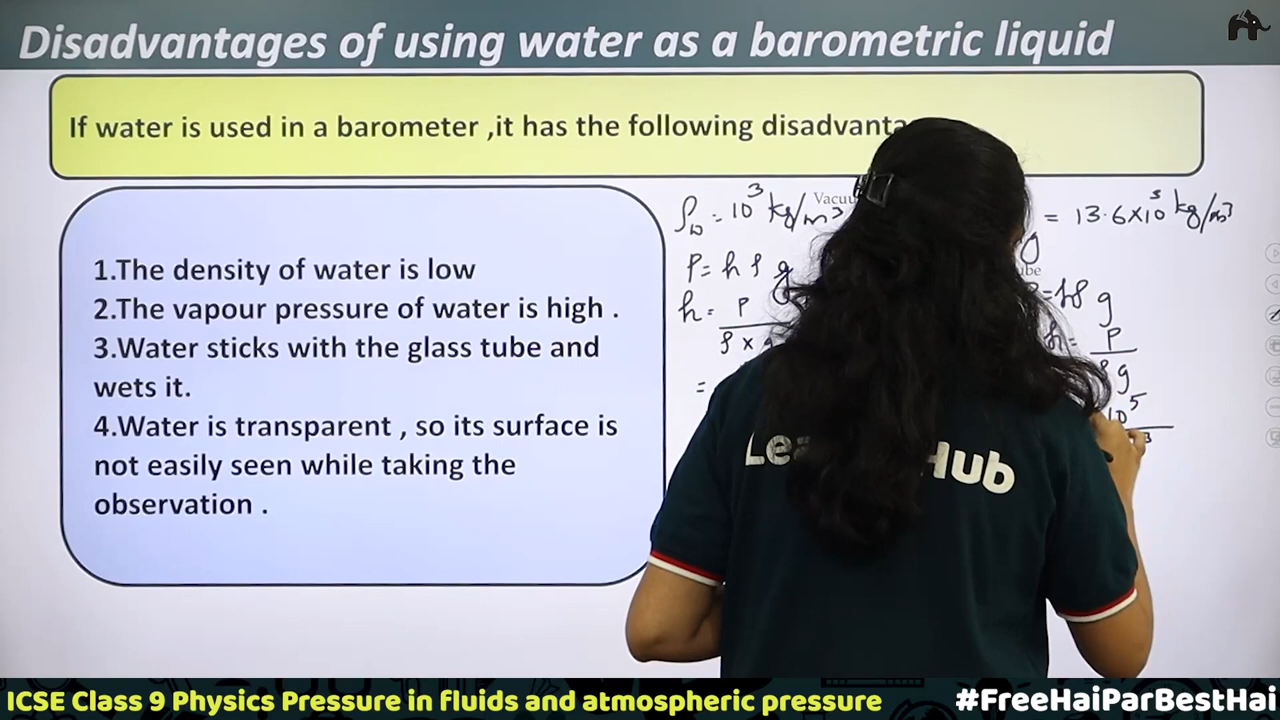 Disadvantages of using water as a barometric liquid
If water is used in a barometer ,it has the following
1.The density of water is low
2.The vapour pressure of water is high .
3.Water sticks with the glass tube and
wets it.
4.Water is transparent , so its surface is
not easily seen while taking the
observation .
ρw = 10³ kg/m³
P = h ρ g
h = P
ρ ×
=
= 13.6×10³ kg/m³
g
h = P
ρ g
10⁵
Hub
ICSE Class 9 Physics Pressure in fluids and atmospheric pressure
#FreeHaiParBestHai